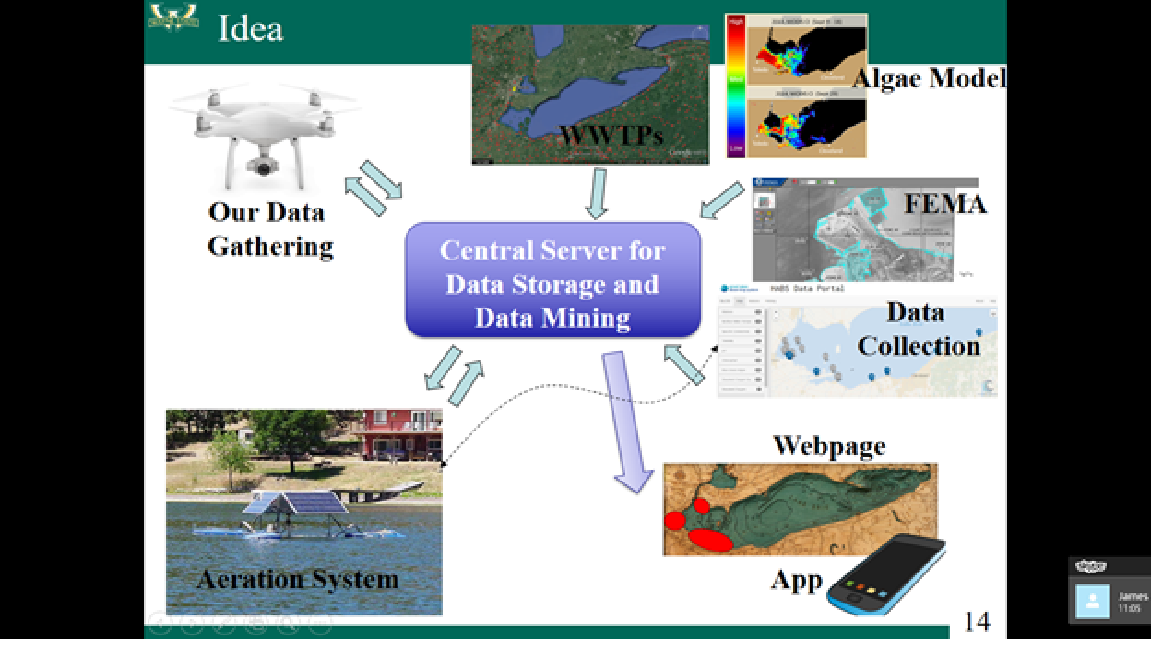 Idea
High
Med
Low
Algae Model
WWTPs
Our Data
Gathering
FEMA
Central Server for
Data Storage and
Data Mining
HABS Data Portal
Data
Collection
Webpage
Aeration System
App
14
James
11:05